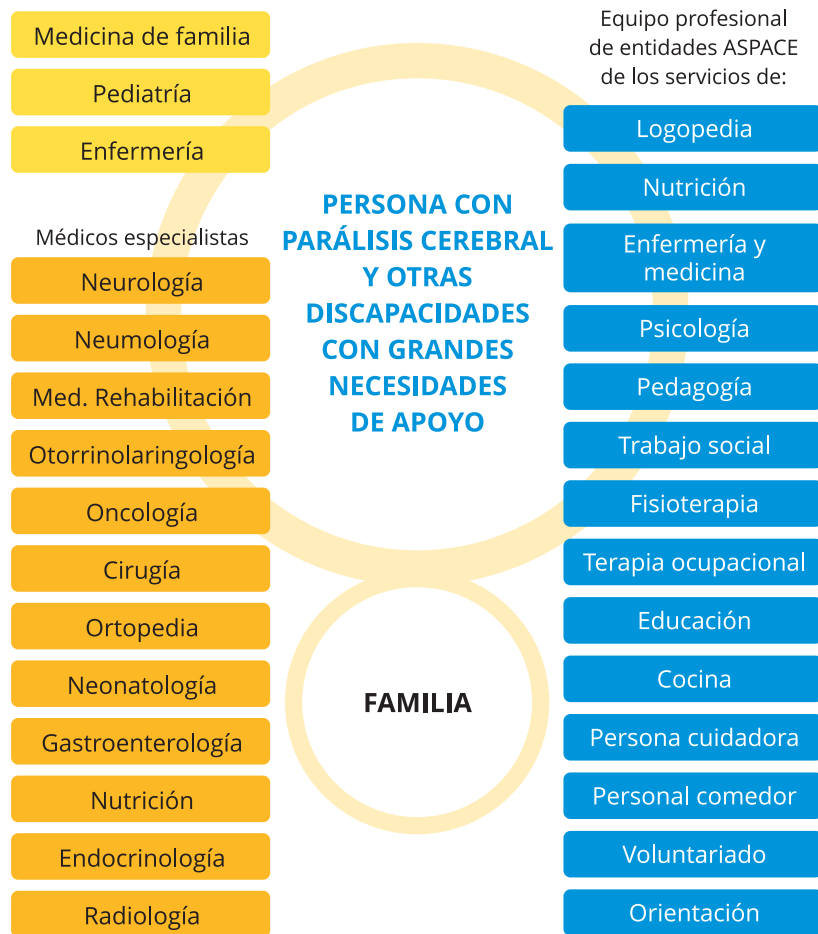 Medicina de familia
Pediatría
Enfermería
Médicos especialistas
Neurología
Neumología
Med. Rehabilitación
Otorrinolaringología
Oncología
Cirugía
Ortopedia
Neonatología
Gastroenterología
Nutrición
Endocrinología
Radiología
PERSONA CON
PARÁLISIS CEREBRAL
Y OTRAS
DISCAPACIDADES
CON GRANDES
NECESIDADES
DE APOYO
FAMILIA
Equipo profesional
de entidades ASPACE
de los servicios de:
Logopedia
Nutrición
Enfermería y
medicina
Psicología
Pedagogía
Trabajo social
Fisioterapia
Terapia ocupacional
Educación
Cocina
Persona cuidadora
Personal comedor
Voluntariado
Orientación